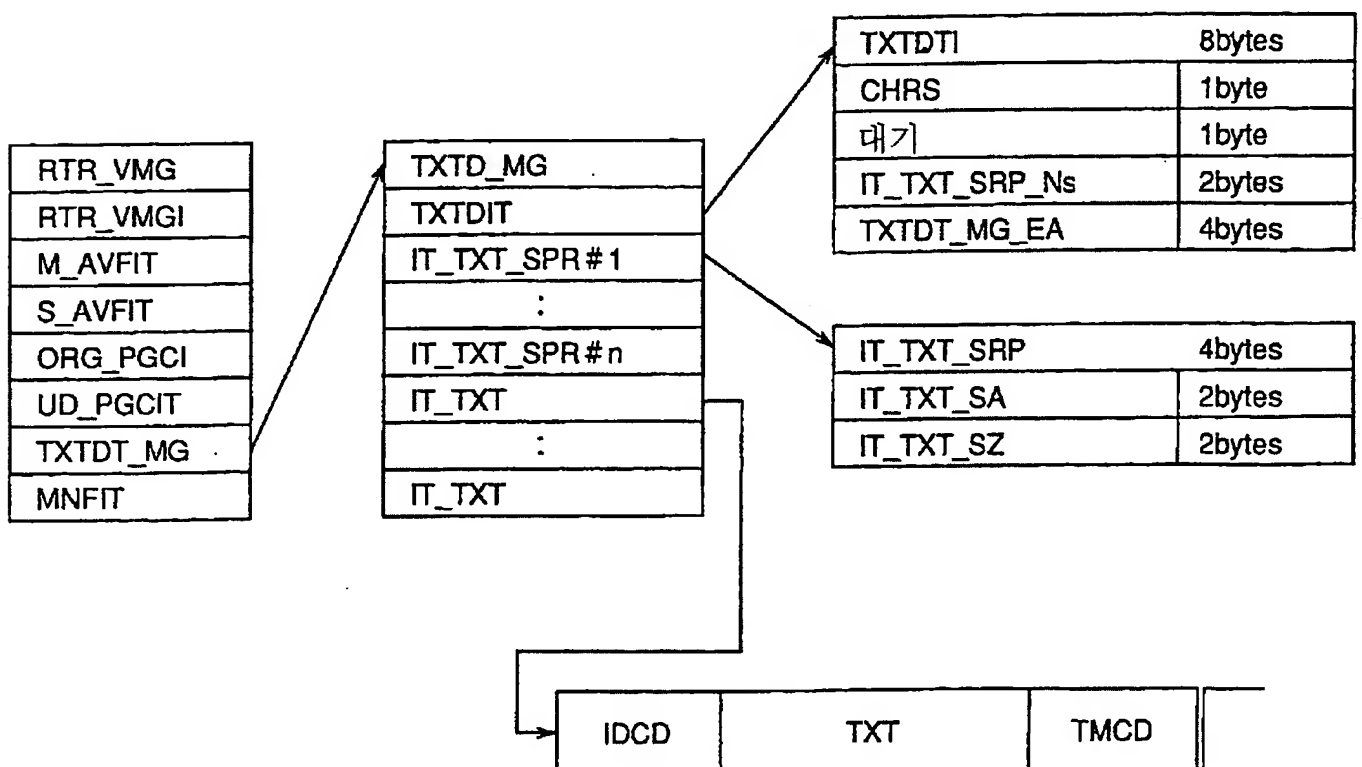 RTR_VMG
RTR_VMGI
M_AVFIT
S_AVFIT
ORG_PGCI
UD_PGCIT
TXTDT_MG
MNFIT
TXTD_MG
TXTDIT
IT_TXT_SPR#1
:
IT_TXT_SPR#n
IT_TXT
:
IT_TXT
TXTDTI 8bytes
CHRS 1byte
대기 1byte
IT_TXT_SRP_Ns 2bytes
TXTDT_MG_EA 4bytes
IT_TXT_SRP 4bytes
IT_TXT_SA 2bytes
IT_TXT_SZ 2bytes
IDCD TXT TMCD